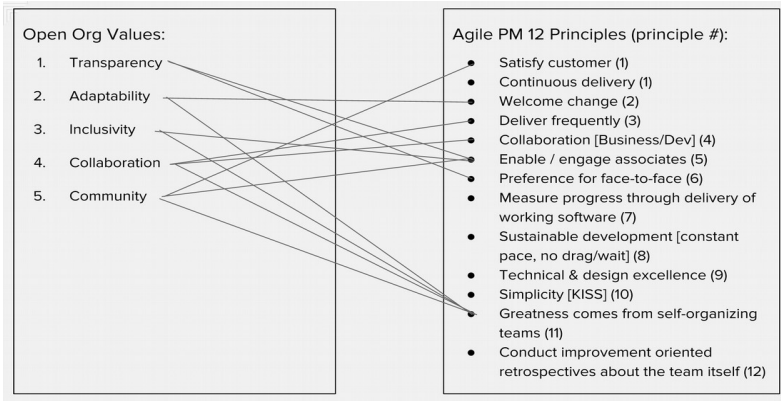 Open Org Values:
1. Transparency
2. Adaptability
3. Inclusivity
4. Collaboration
5. Community
Agile PM 12 Principles (principle #):
● Satisfy customer (1)
● Continuous delivery (1)
● Welcome change (2)
● Deliver frequently (3)
● Collaboration [Business/Dev] (4)
● Enable / engage associates (5)
● Preference for face-to-face (6)
● Measure progress through delivery of
working software (7)
● Sustainable development [constant
pace, no drag/wait] (8)
● Technical & design excellence (9)
● Simplicity [KISS] (10)
● Greatness comes from self-organizing
teams (11)
● Conduct improvement oriented
retrospectives about the team itself (12)